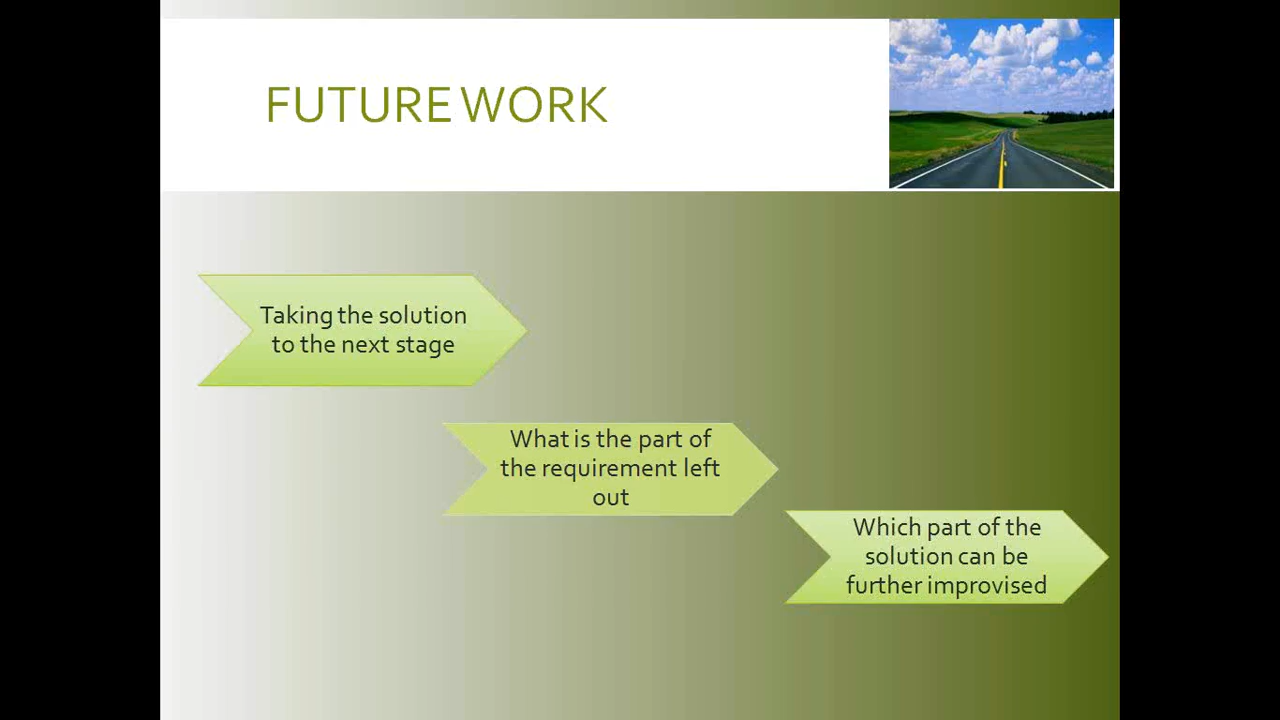 FUTURE WORK
Taking the solution
to the next stage
What is the part of
the requirement left
out
Which part of the
solution can be
further improvised